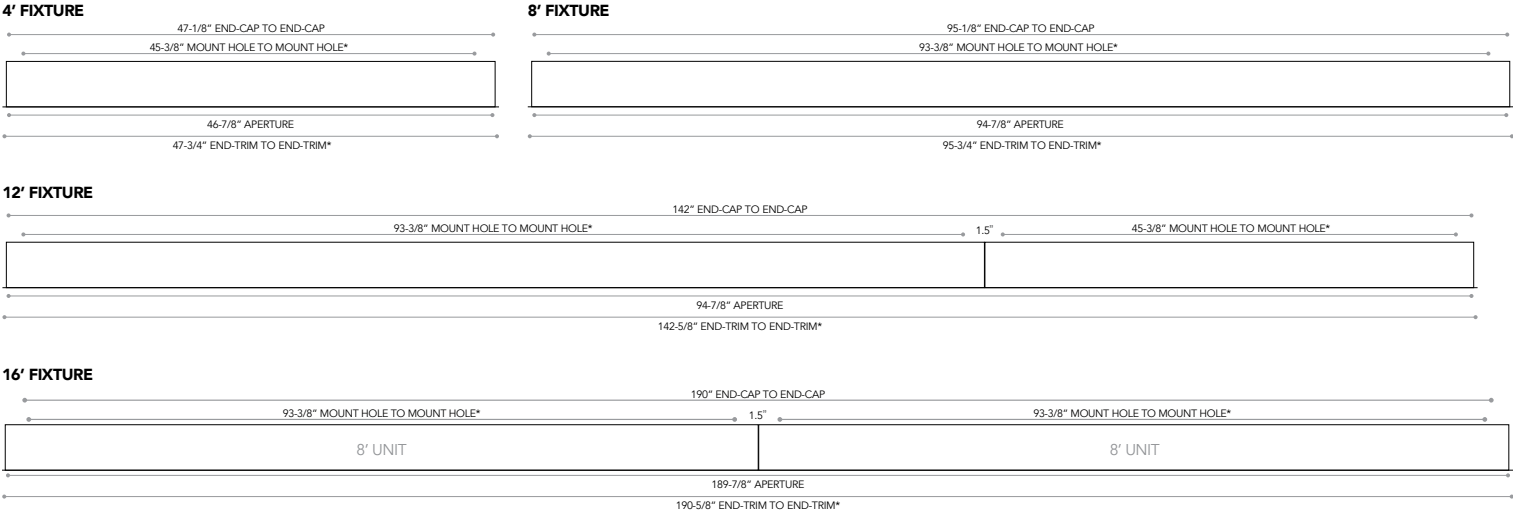 4’ FIXTURE
47-1/8” END-CAP TO END-CAP
45-3/8” MOUNT HOLE TO MOUNT HOLE*
46-7/8” APERTURE
47-3/4” END-TRIM TO END-TRIM*
8’ FIXTURE
95-1/8” END-CAP TO END-CAP
93-3/8” MOUNT HOLE TO MOUNT HOLE*
94-7/8” APERTURE
95-3/4” END-TRIM TO END-TRIM*
12’ FIXTURE
142” END-CAP TO END-CAP
93-3/8” MOUNT HOLE TO MOUNT HOLE* 1.5" 45-3/8” MOUNT HOLE TO MOUNT HOLE*
94-7/8” APERTURE
142-5/8” END-TRIM TO END-TRIM*
16’ FIXTURE
190” END-CAP TO END-CAP
93-3/8” MOUNT HOLE TO MOUNT HOLE* 1.5" 93-3/8” MOUNT HOLE TO MOUNT HOLE*
8’ UNIT 8’ UNIT
189-7/8” APERTURE
190-5/8” END-TRIM TO END-TRIM*